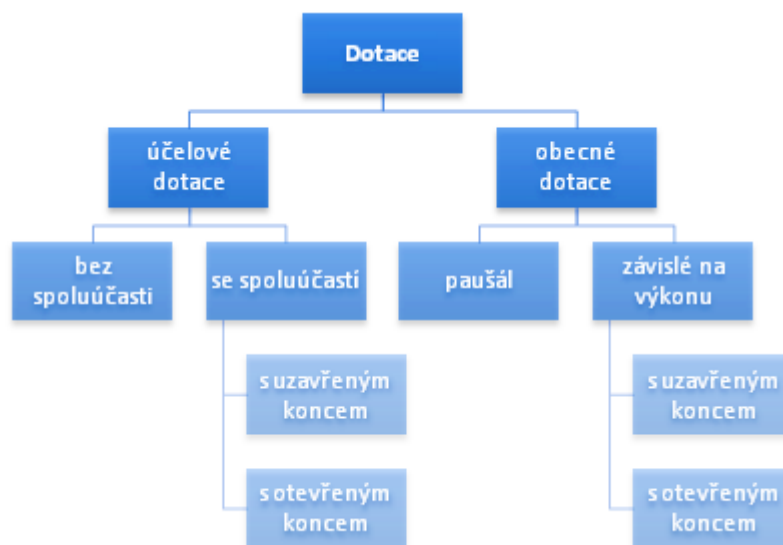 Dotace
účelové
dotace
obecné
dotace
bez
spoluúčasti
se spoluúčastí
paušál
závislé na
výkonu
s uzavřeným
koncem
s uzavřeným
koncem
s otevřeným
koncem
s otevřeným
koncem